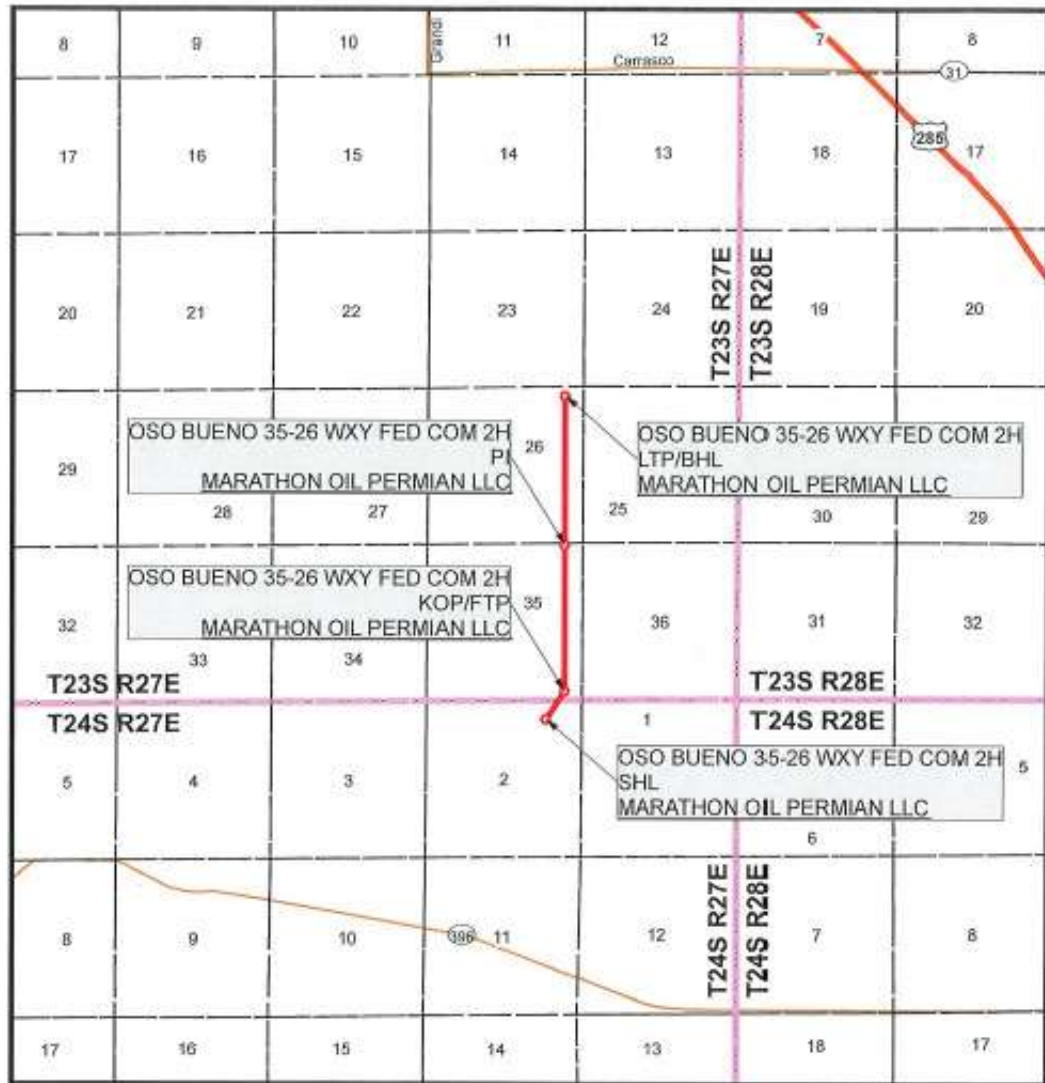 8 9 10 11 12 7 8
Grandi
Carrasco
31
285
17 16 15 14 13 18 17
20 21 22 23 24 19 20
T23S R27E
T23S R28E
OSO BUENO 35-26 WXY FED COM 2H
PI
MARATHON OIL PERMIAN LLC
26
OSO BUENO 35-26 WXY FED COM 2H
LTP/BHL
MARATHON OIL PERMIAN LLC
29 28 27 25 30 29
OSO BUENO 35-26 WXY FED COM 2H
KOP/FTP
MARATHON OIL PERMIAN LLC
35
32 33 34 36 31 32
T23S R27E
T23S R28E
T24S R27E
T24S R28E
1
OSO BUENO 35-26 WXY FED COM 2H
SHL
MARATHON OIL PERMIAN LLC
5 4 3 2 5
6
T24S R27E
T24S R28E
8 9 10 11 12 7 8
396
17 16 15 14 13 18 17